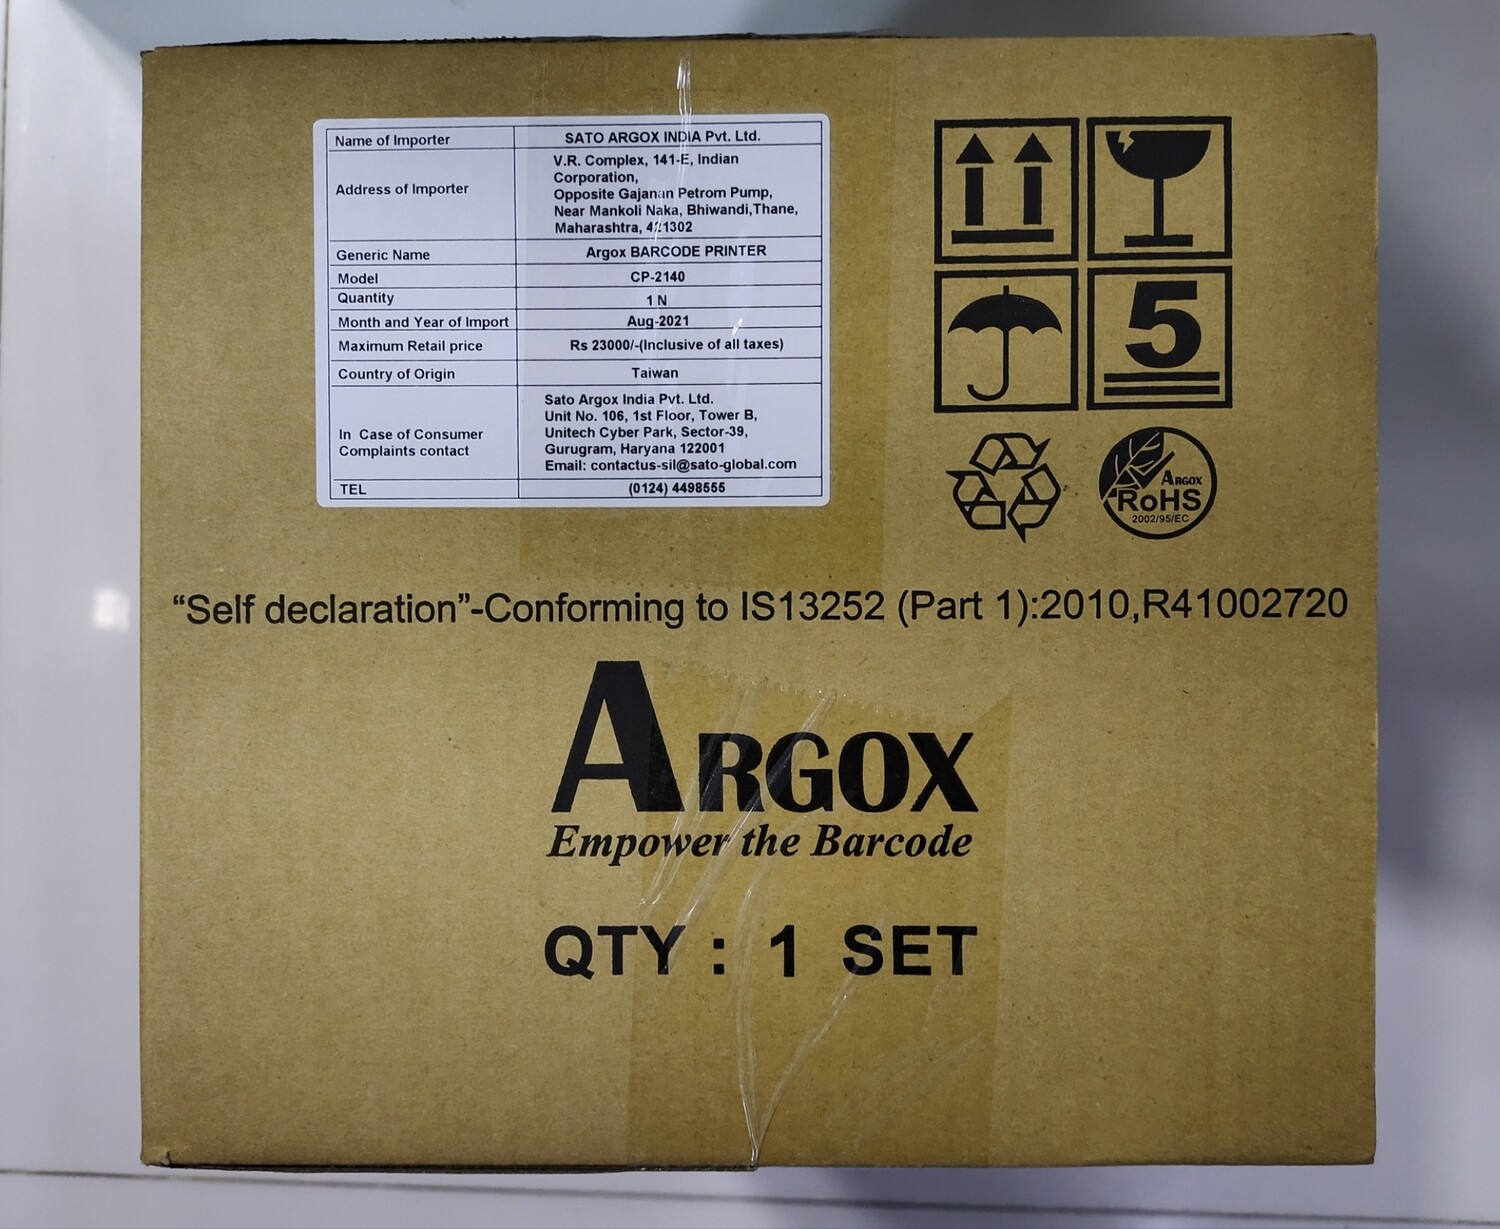 Name of Importer SATO ARGOX INDIA Pvt. Ltd.
Address of Importer V.R. Complex, 141-E, Indian
Corporation,
Opposite Gajanan Petrom Pump,
Near Mankoli Naka, Bhiwandi,Thane,
Maharashtra, 421302
Generic Name Argox BARCODE PRINTER
Model CP-2140
Quantity 1 N
Month and Year of Import Aug-2021
Maximum Retail price Rs 23000/-(Inclusive of all taxes)
Country of Origin Taiwan
In Case of Consumer
Complaints contact
Sato Argox India Pvt. Ltd.
Unit No. 106, 1st Floor, Tower B,
Unitech Cyber Park, Sector-39,
Gurugram, Haryana 122001
Email: contactus-sil@sato-global.com
TEL (0124) 4498555
5
ARGOX
RoHS
2002/95/EC
“Self declaration”-Conforming to IS13252 (Part 1):2010,R41002720
ARGOX
Empower the Barcode
QTY : 1 SET